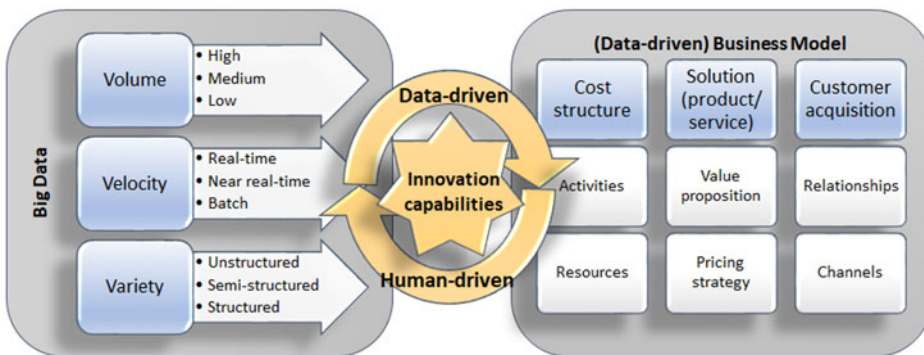 Big Data
Volume
• High
• Medium
• Low
Velocity
• Real-time
• Near real-time
• Batch
Variety
• Unstructured
• Semi-structured
• Structured
Data-driven
Innovation
capabilities
Human-driven
(Data-driven) Business Model
Cost
structure
Solution
(product/
service)
Customer
acquisition
Activities
Value
proposition
Relationships
Resources
Pricing
strategy
Channels